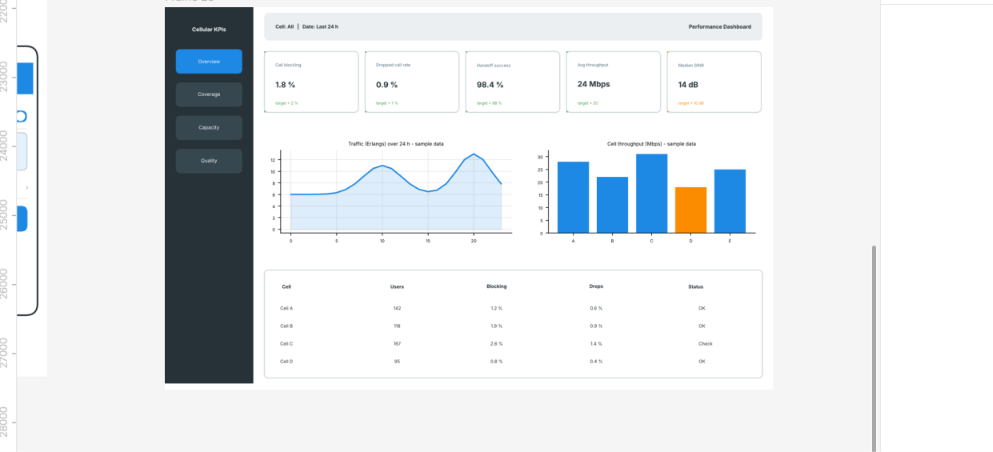 Cellular KPIs
Overview
Coverage
Capacity
Quality
Cell: All | Date: Last 24 h
Performance Dashboard
Call blocking
1.8 %
target < 2 %
Dropped call rate
0.9 %
target < 1 %
Handoff success
98.4 %
target > 98 %
Avg throughput
24 Mbps
target > 20
Median SINR
14 dB
target > 10 dB
Traffic (Erlangs) over 24 h - sample data
12
10
8
6
4
2
0
0 5 10 15 20
Cell throughput (Mbps) - sample data
30
25
20
15
10
5
0
A B C D E
Cell Users Blocking Drops Status
Cell A 142 1.2 % 0.6 % OK
Cell B 118 1.9 % 0.9 % OK
Cell C 167 2.6 % 1.4 % Check
Cell D 95 0.8 % 0.4 % OK
23000
24000
25000
26000
27000
28000